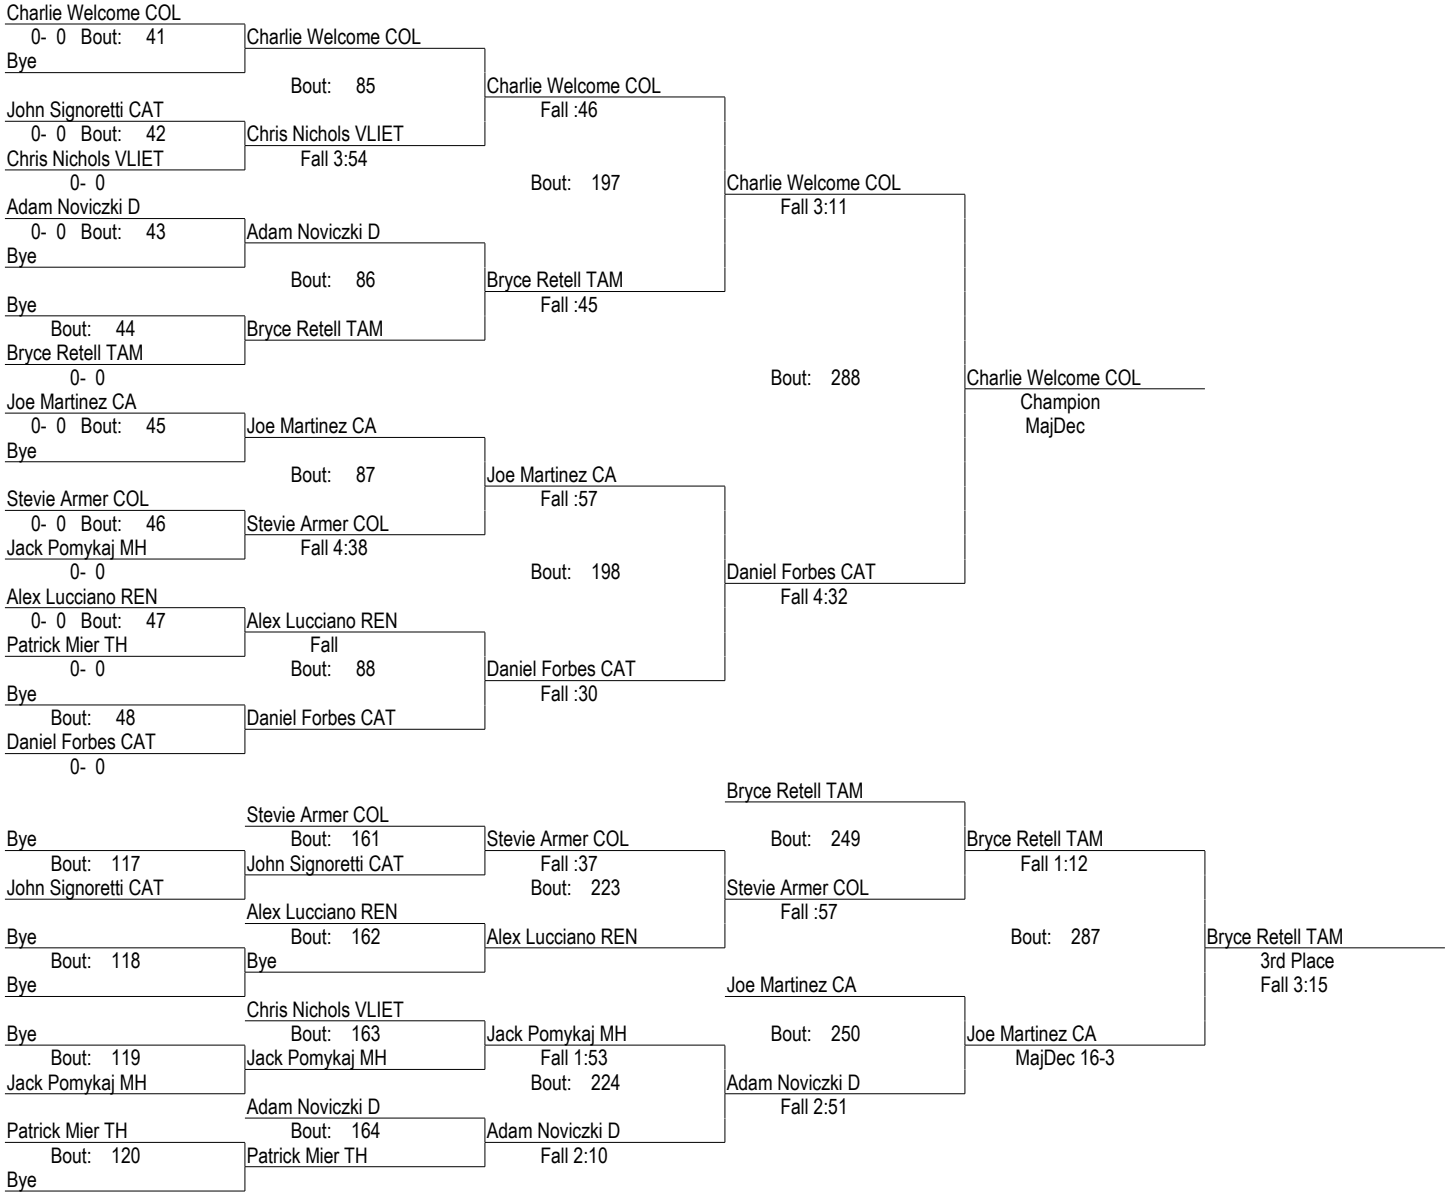 Charlie Welcome COL
0- 0 Bout: 41
Charlie Welcome COL
Bye
Bout: 85
Charlie Welcome COL
John Signoretti CAT
Fall :46
0- 0 Bout: 42
Chris Nichols VLIET
Chris Nichols VLIET
Fall 3:54
0- 0
Bout: 197
Charlie Welcome COL
Adam Noviczki D
Fall 3:11
0- 0 Bout: 43
Adam Noviczki D
Bye
Bout: 86
Bryce Retell TAM
Bye
Fall :45
Bout: 44
Bryce Retell TAM
Bryce Retell TAM
0- 0
Bout: 288
Charlie Welcome COL
Joe Martinez CA
Champion
0- 0 Bout: 45
Joe Martinez CA
MajDec
Bye
Bout: 87
Joe Martinez CA
Stevie Armer COL
Fall :57
0- 0 Bout: 46
Stevie Armer COL
Jack Pomykaj MH
Fall 4:38
0- 0
Bout: 198
Daniel Forbes CAT
Alex Lucciano REN
Fall 4:32
0- 0 Bout: 47
Alex Lucciano REN
Patrick Mier TH
Fall
0- 0
Bout: 88
Daniel Forbes CAT
Bye
Fall :30
Bout: 48
Daniel Forbes CAT
Daniel Forbes CAT
0- 0
Bryce Retell TAM
Stevie Armer COL
Bye
Bout: 161
Stevie Armer COL
Bout: 249
Bryce Retell TAM
Bout: 117
John Signoretti CAT
Fall :37
Fall 1:12
John Signoretti CAT
Bout: 223
Stevie Armer COL
Alex Lucciano REN
Fall :57
Bye
Bout: 162
Alex Lucciano REN
Bout: 287
Bryce Retell TAM
Bout: 118
Bye
3rd Place
Bye
Joe Martinez CA
Fall 3:15
Chris Nichols VLIET
Bye
Bout: 163
Jack Pomykaj MH
Bout: 250
Joe Martinez CA
Bout: 119
Jack Pomykaj MH
Fall 1:53
MajDec 16-3
Jack Pomykaj MH
Bout: 224
Adam Noviczki D
Adam Noviczki D
Fall 2:51
Patrick Mier TH
Bout: 164
Adam Noviczki D
Bout: 120
Patrick Mier TH
Fall 2:10
Bye